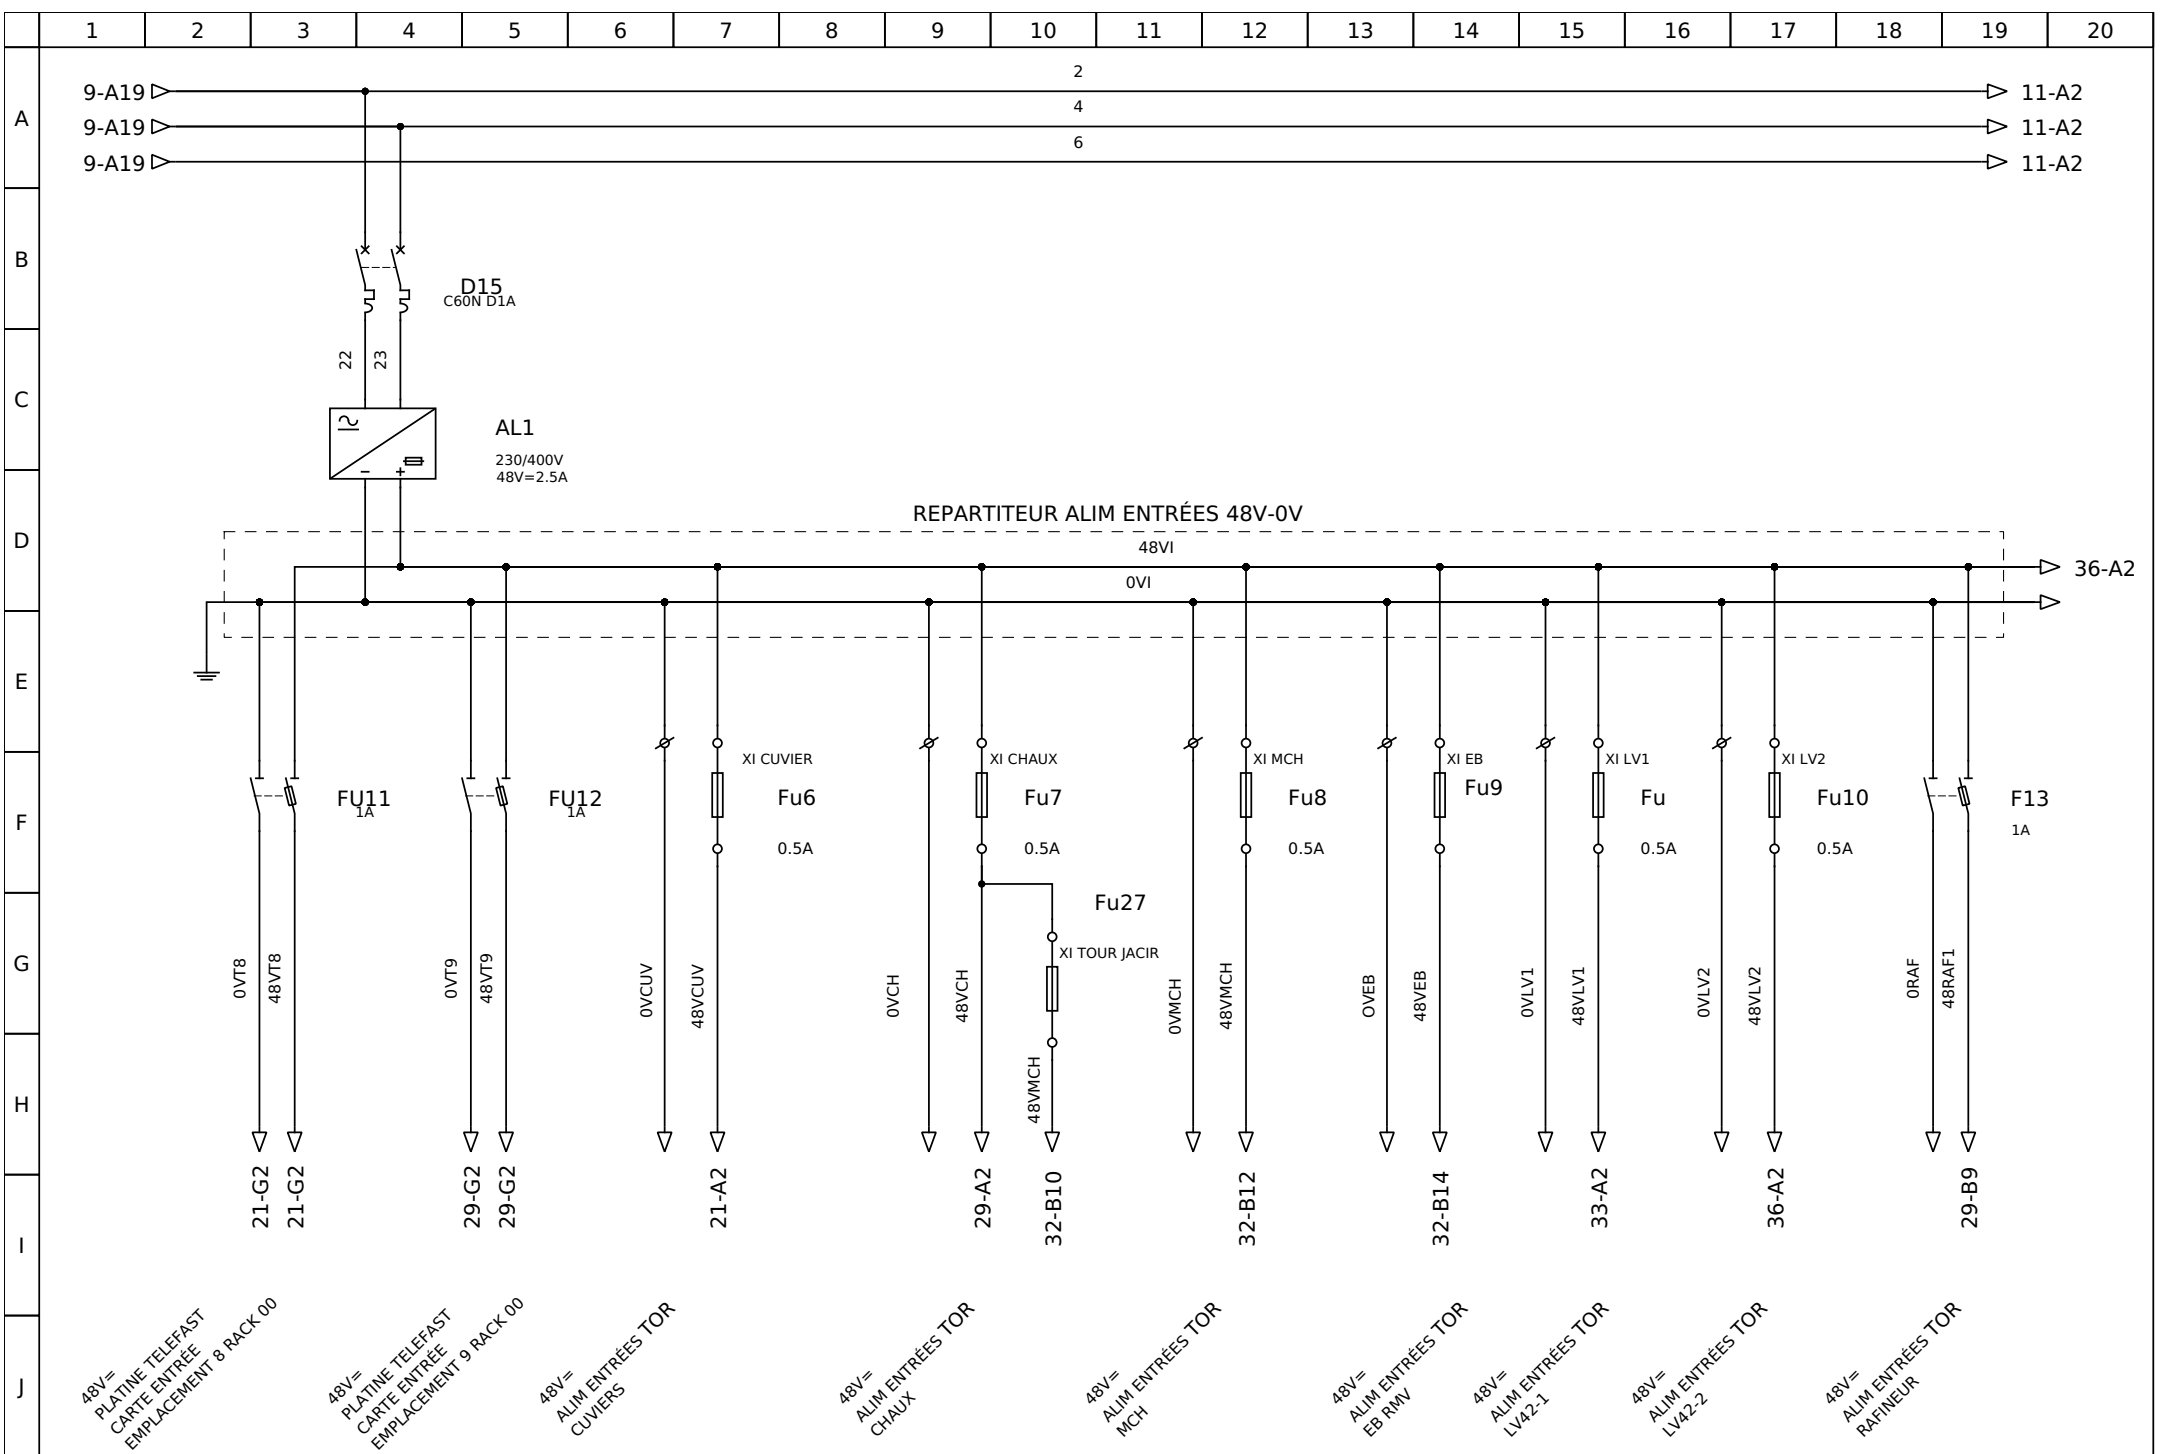 1 2 3 4 5 6 7 8 9 10 11 12 13 14 15 16 17 18 19 20
A
B
C
D
E
F
G
H
I
J
9-A19 2 11-A2
9-A19 4 11-A2
9-A19 6 11-A2
D15
C60N D1A
22
23
AL1
230/400V
48V=2.5A
REPARTITEUR ALIM ENTRÉES 48V-0V
48VI
36-A2
0VI
FU11
1A
FU12
1A
XI CUVIER
Fu6
0.5A
XI CHAUX
Fu7
0.5A
XI MCH
Fu8
0.5A
XI EB
Fu9
XI LV1
Fu
0.5A
XI LV2
Fu10
0.5A
F13
1A
Fu27
XI TOUR JACIR
0VT8
48VT8
0VT9
48VT9
0VCUV
48VCUV
0VCH
48VCH
48VMCH
0VMCH
48VMCH
OVEB
48VEB
0VLV1
48VLV1
0VLV2
48VLV2
0RAF
48RAF1
21-G2
21-G2
29-G2
29-G2
21-A2
29-A2
32-B10
32-B12
32-B14
33-A2
36-A2
29-B9
48V=
PLATINE TELEFAST
CARTE ENTRÉE
EMPLACEMENT 8 RACK 00
48V=
PLATINE TELEFAST
CARTE ENTRÉE
EMPLACEMENT 9 RACK 00
48V=
ALIM ENTRÉES TOR
CUVIERS
48V=
ALIM ENTRÉES TOR
CHAUX
48V=
ALIM ENTRÉES TOR
MCH
48V=
ALIM ENTRÉES TOR
EB RMV
48V=
ALIM ENTRÉES TOR
LV42-1
48V=
ALIM ENTRÉES TOR
LV42-2
48V=
ALIM ENTRÉES TOR
RAFINEUR